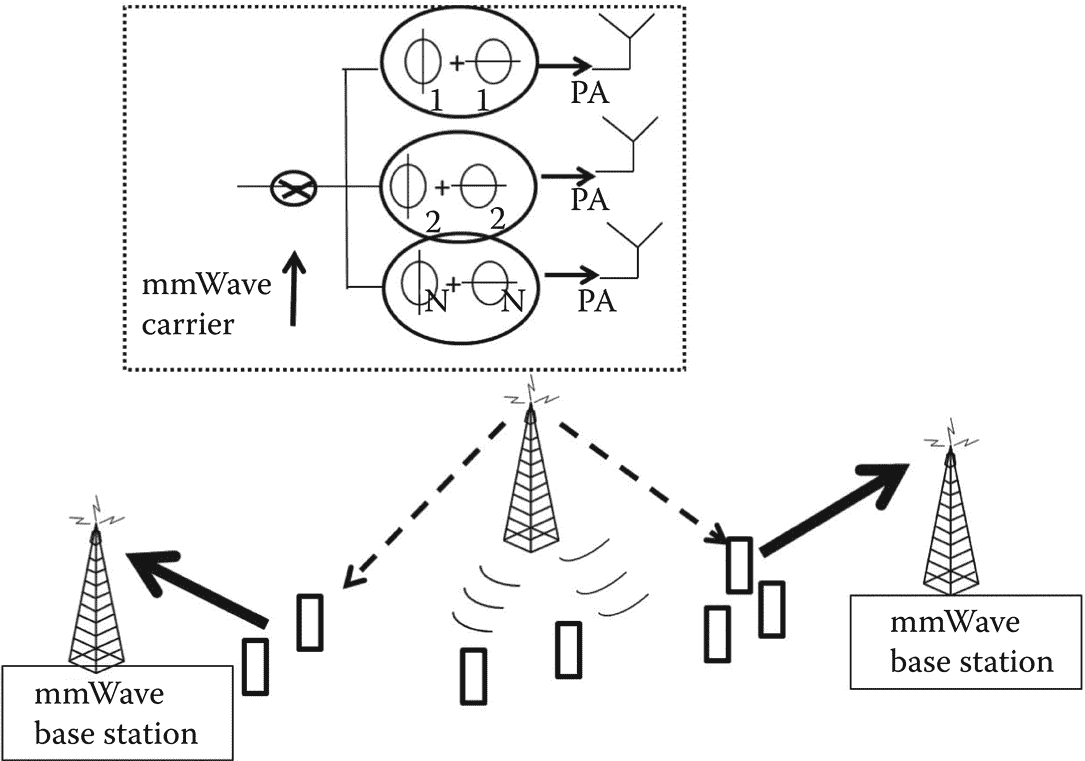 +
1 1
PA
+
2 2
PA
+
N N
PA
mmWave
carrier
mmWave
base station
mmWave
base station